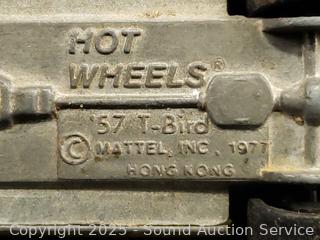 HOT
WHEELS®
'57 T-Bird
© MATTEL, INC. 1977
HONG KONG
Copyright 2025 - Sound Auction Service